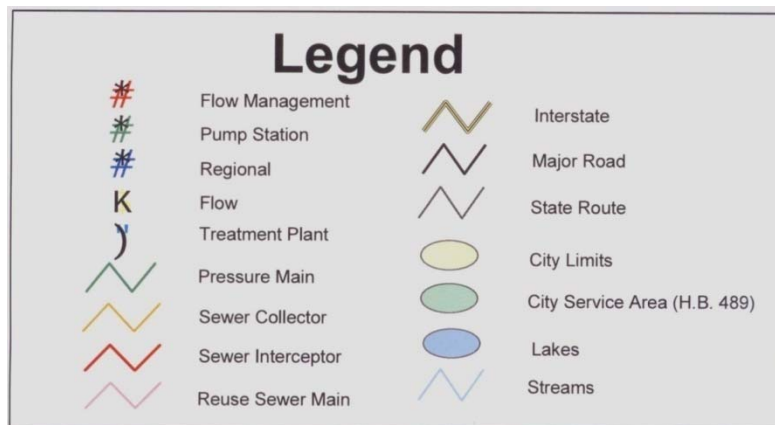 Legend
#* Flow Management
#* Pump Station
#* Regional
K Flow
) Treatment Plant
Pressure Main
Sewer Collector
Sewer Interceptor
Reuse Sewer Main
Interstate
Major Road
State Route
City Limits
City Service Area (H.B. 489)
Lakes
Streams